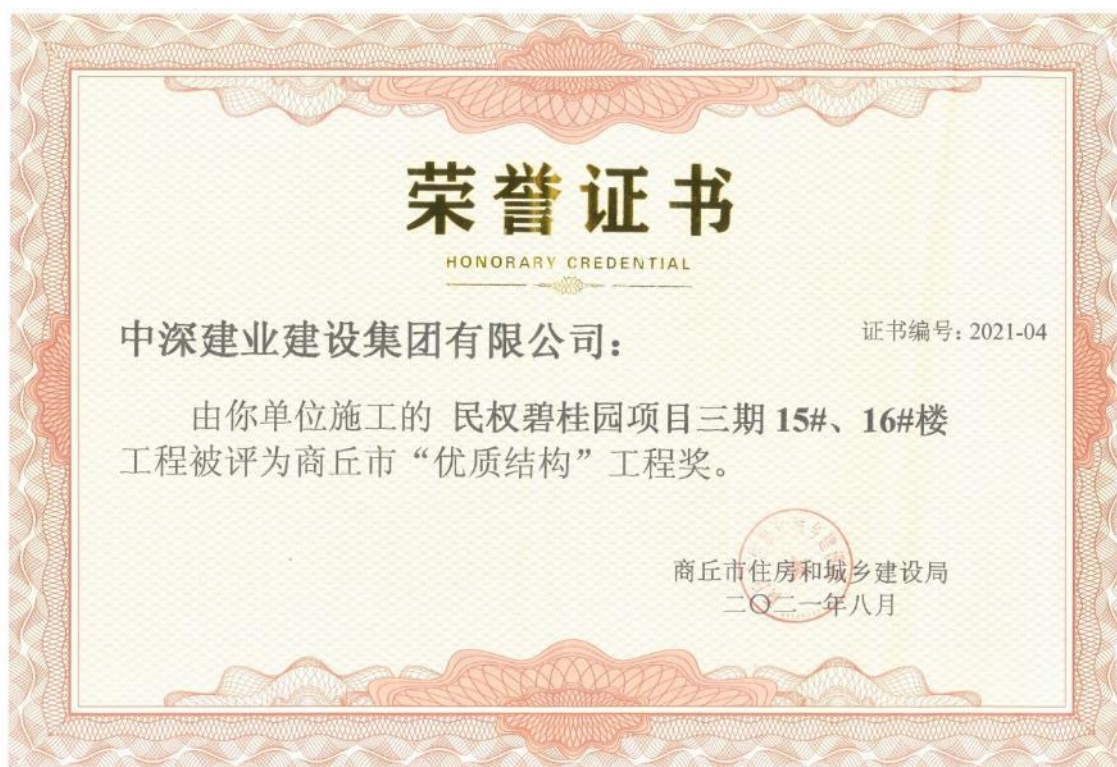 荣誉证书
HONORARY CREDENTIAL
中深建业建设集团有限公司：
证书编号：2021-04
由你单位施工的 民权碧桂园项目三期 15#、16#楼
工程被评为商丘市“优质结构”工程奖。
商丘市住房和城乡建设局
二〇二一年八月